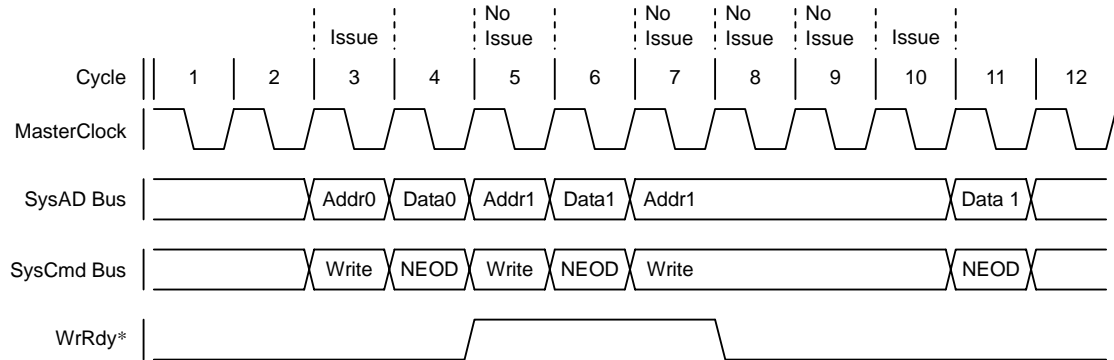 No No No No
Issue Issue Issue Issue Issue Issue
Cycle 1 2 3 4 5 6 7 8 9 10 11 12
MasterClock
SysAD Bus Addr0 Data0 Addr1 Data1 Addr1 Data 1
SysCmd Bus Write NEOD Write NEOD Write NEOD
WrRdy*